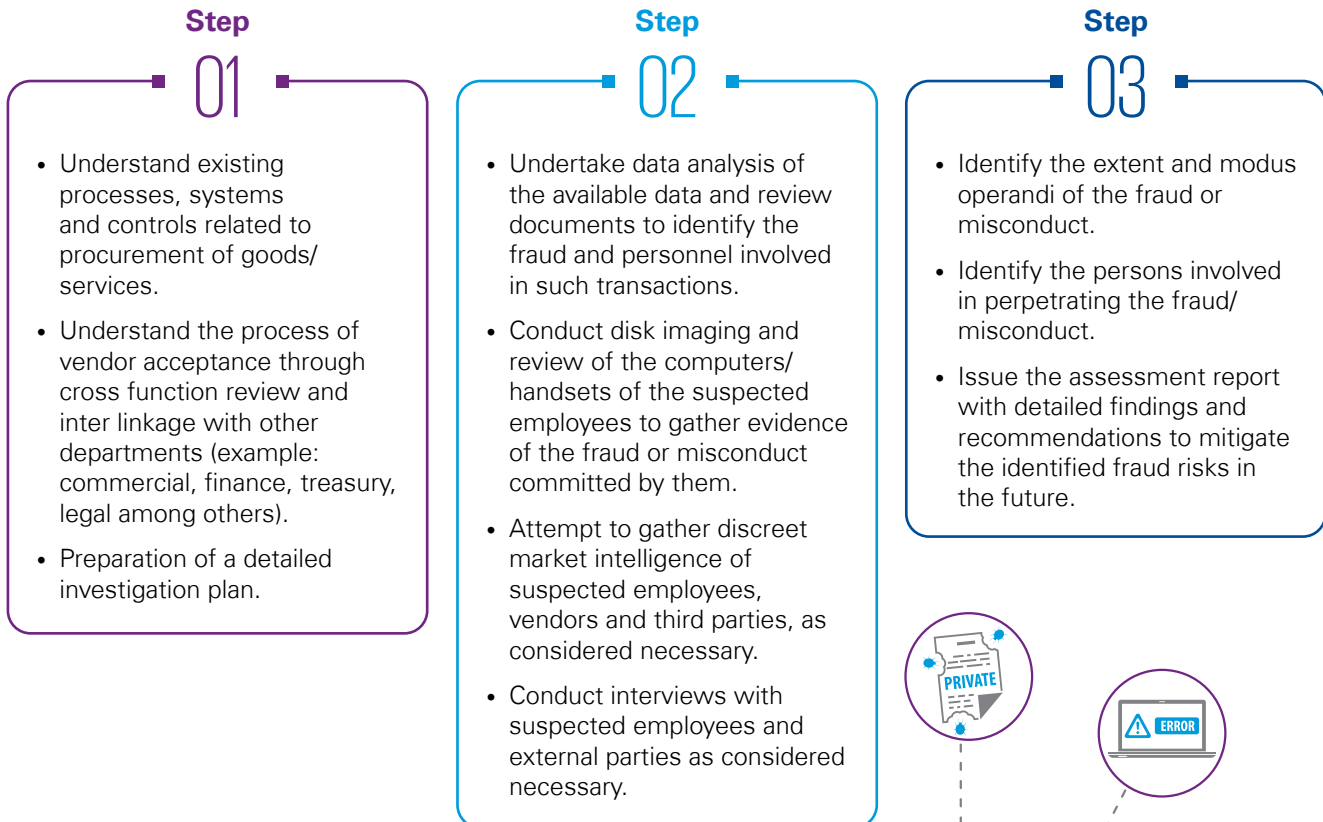 Step
01
• Understand existing
processes, systems
and controls related to
procurement of goods/
services.
• Understand the process of
vendor acceptance through
cross function review and
inter linkage with other
departments (example:
commercial, finance, treasury,
legal among others).
• Preparation of a detailed
investigation plan.
Step
02
• Undertake data analysis of
the available data and review
documents to identify the
fraud and personnel involved
in such transactions.
• Conduct disk imaging and
review of the computers/
handsets of the suspected
employees to gather evidence
of the fraud or misconduct
committed by them.
• Attempt to gather discreet
market intelligence of
suspected employees,
vendors and third parties, as
considered necessary.
• Conduct interviews with
suspected employees and
external parties as considered
necessary.
Step
03
• Identify the extent and modus
operandi of the fraud or
misconduct.
• Identify the persons involved
in perpetrating the fraud/
misconduct.
• Issue the assessment report
with detailed findings and
recommendations to mitigate
the identified fraud risks in
the future.
PRIVATE
ERROR